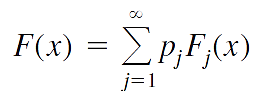 F(x) = ∑_{j=1}^{∞} p_j F_j(x)